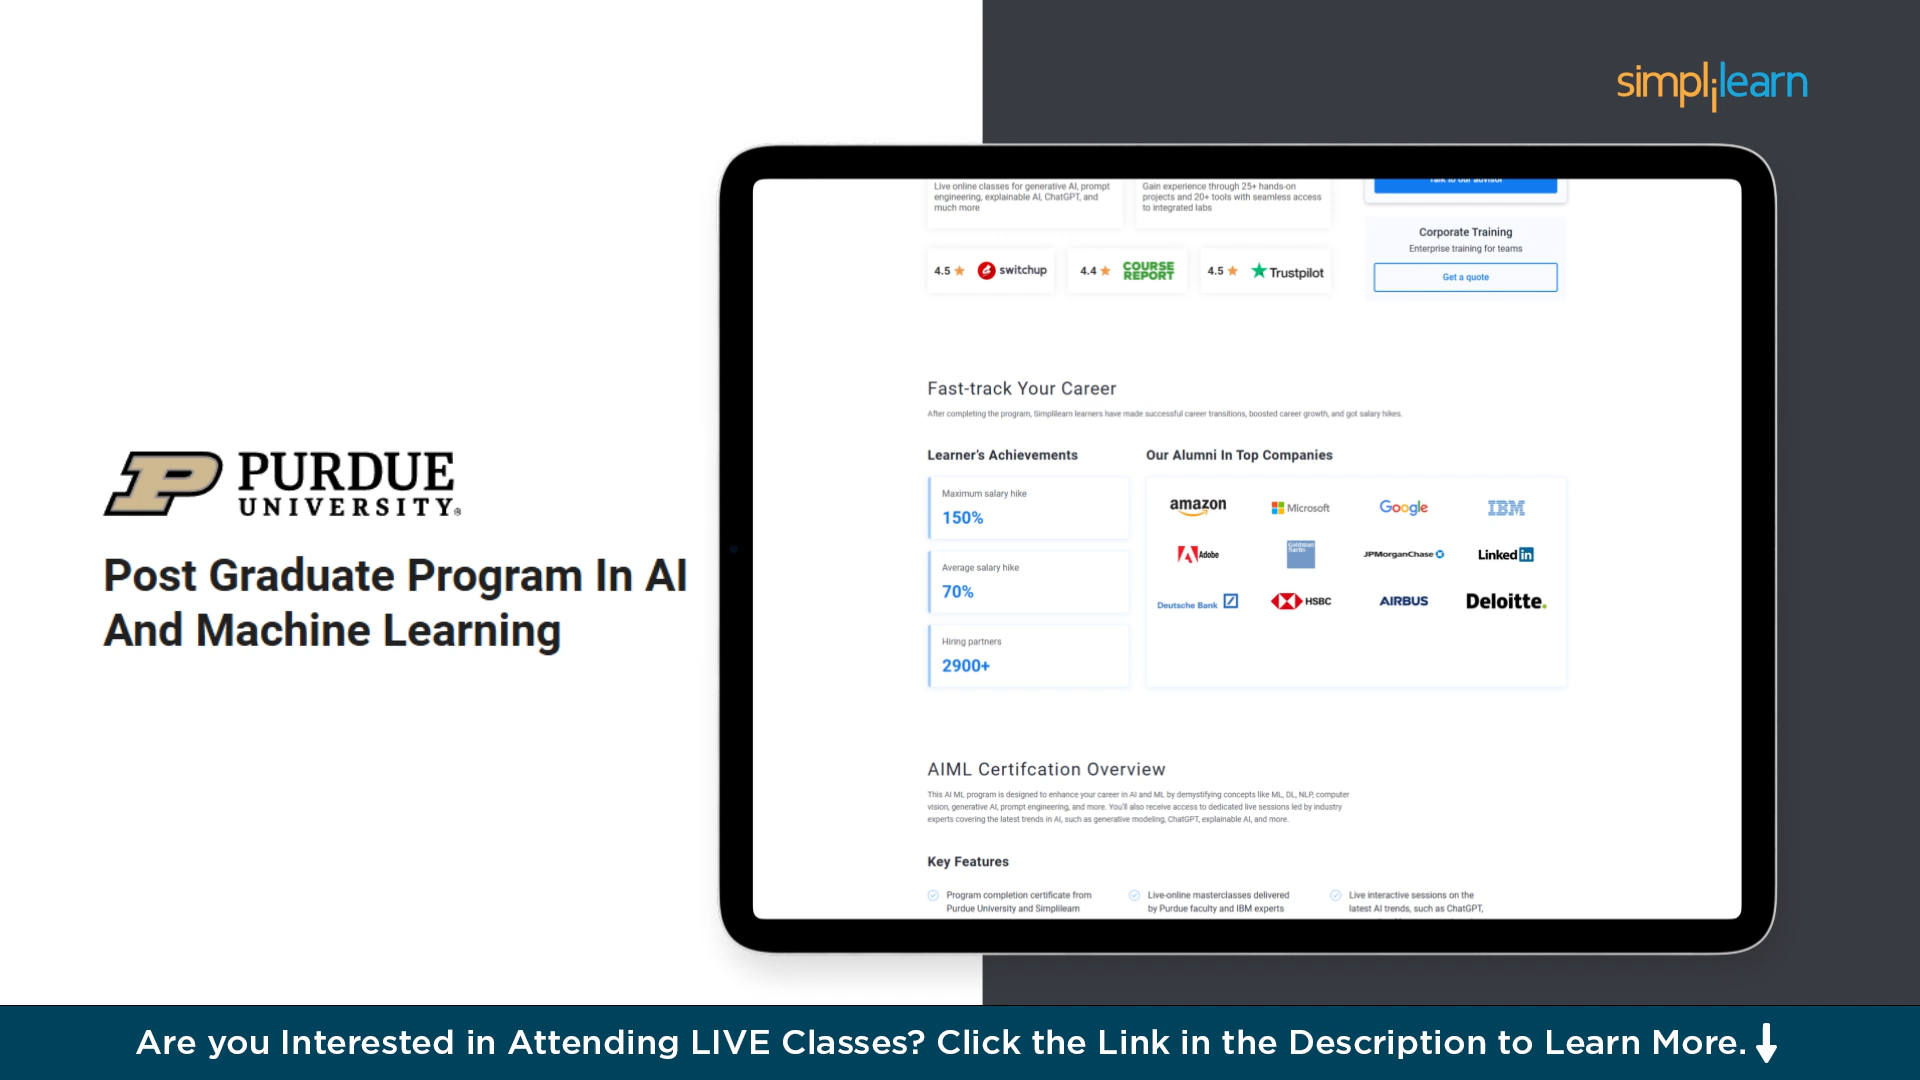 simplilearn
PURDUE
UNIVERSITY®
Post Graduate Program In AI
And Machine Learning
Live online classes for generative AI, prompt
engineering, explainable AI, ChatGPT, and
much more
Gain experience through 25+ hands-on
projects and 20+ tools with seamless access
to integrated labs
Talk to our advisor
Corporate Training
Enterprise training for teams
Get a quote
4.5 switchup
4.4 COURSE
REPORT
4.5 Trustpilot
Fast-track Your Career
After completing the program, Simplilearn learners have made successful career transitions, boosted career growth, and got salary hikes.
Learner's Achievements
Maximum salary hike
150%
Average salary hike
70%
Hiring partners
2900+
Our Alumni In Top Companies
amazon Microsoft Google IBM
Adobe Goldman
Sachs JPMorganChase LinkedIn
Deutsche Bank HSBC AIRBUS Deloitte.
AIML Certifcation Overview
This AI ML program is designed to enhance your career in AI and ML by demystifying concepts like ML, DL, NLP, computer
vision, generative AI, prompt engineering, and more. You'll also receive access to dedicated live sessions led by industry
experts covering the latest trends in AI, such as generative modeling, ChatGPT, explainable AI, and more.
Key Features
Program completion certificate from
Purdue University and Simplilearn
Live-online masterclasses delivered
by Purdue faculty and IBM experts
Live interactive sessions on the
latest AI trends, such as ChatGPT,
Are you Interested in Attending LIVE Classes? Click the Link in the Description to Learn More.